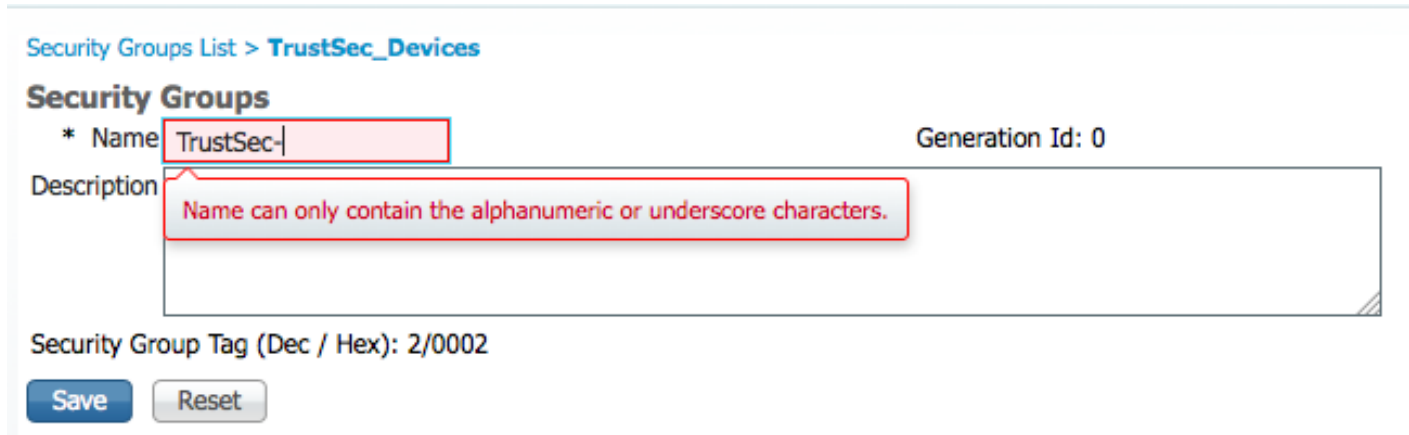 Security Groups List > TrustSec_Devices
Security Groups
* Name TrustSec- Generation Id: 0
Description
Name can only contain the alphanumeric or underscore characters.
Security Group Tag (Dec / Hex): 2/0002
Save Reset